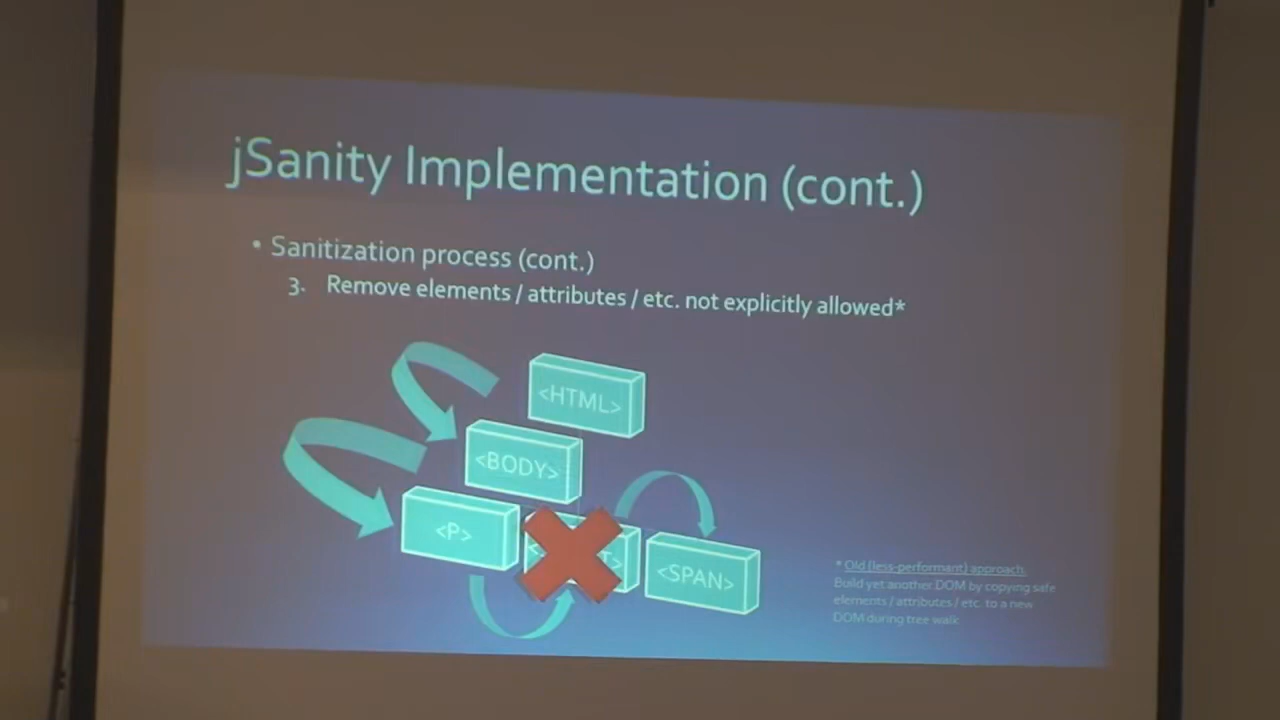 jSanity Implementation (cont.)
• Sanitization process (cont.)
3. Remove elements / attributes / etc. not explicitly allowed*
<HTML>
<BODY>
<P>
<SPAN>
* Old (less-performant) approach.
Build yet another DOM by copying safe
elements / attributes / etc. to a new
DOM during tree walk